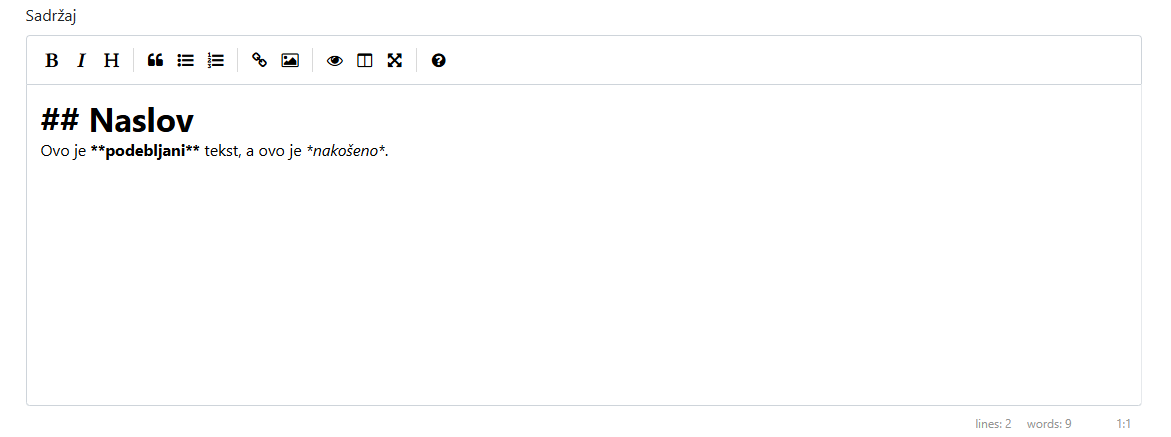 Sadržaj
B I H
## Naslov
Ovo je **podebljani** tekst, a ovo je *nakošeno*.
lines: 2 words: 9 1:1